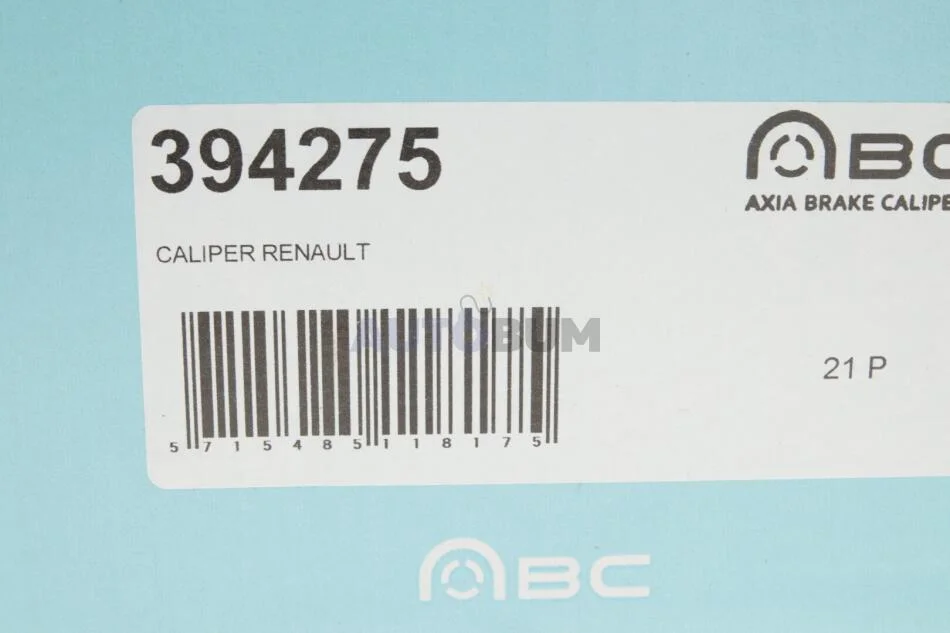 394275
ABC
AXIA BRAKE CALIPE
CALIPER RENAULT
AUTOBUM
21 P
5 715485 118175
ABC